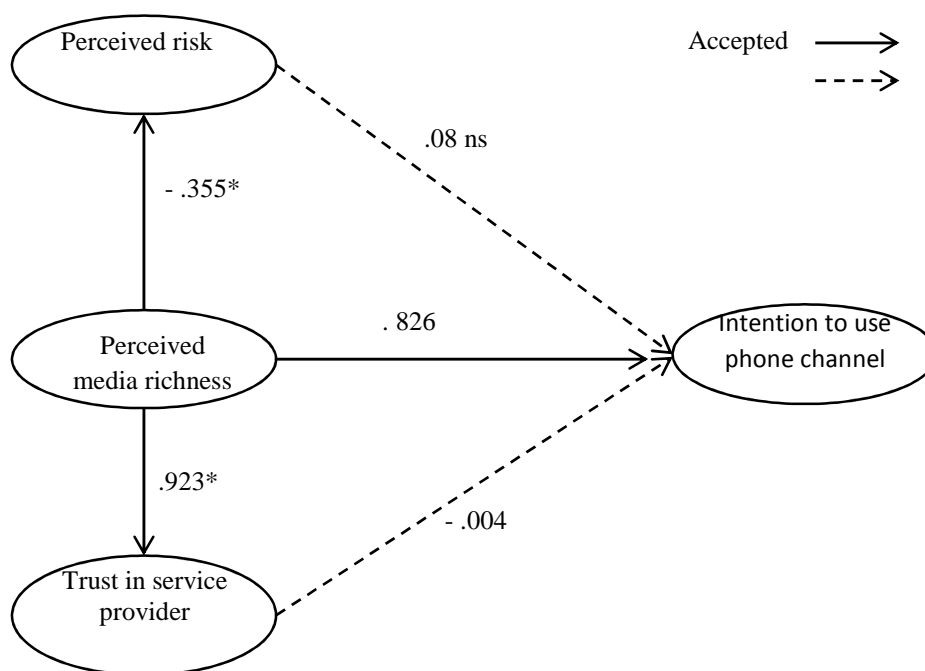 Perceived risk
Accepted
.08 ns
- .355*
. 826
Intention to use
phone channel
Perceived
media richness
.923*
- .004
Trust in service
provider